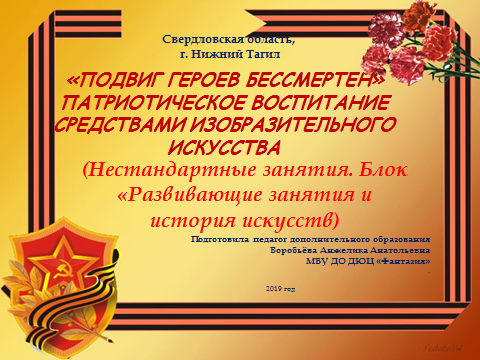 Свердловская область,
г. Нижний Тагил
«ПОДВИГ ГЕРОЕВ БЕССМЕРТЕН»
ПАТРИОТИЧЕСКОЕ ВОСПИТАНИЕ
СРЕДСТВАМИ ИЗОБРАЗИТЕЛЬНОГО
ИСКУССТВА
(Нестандартные занятия. Блок
«Развивающие занятия и
история искусств)
Подготовила педагог дополнительного образования
Воробьёва Анжелика Анатольевна
МБУ ДО ДЮЦ «Фантазия»
.
2019 год